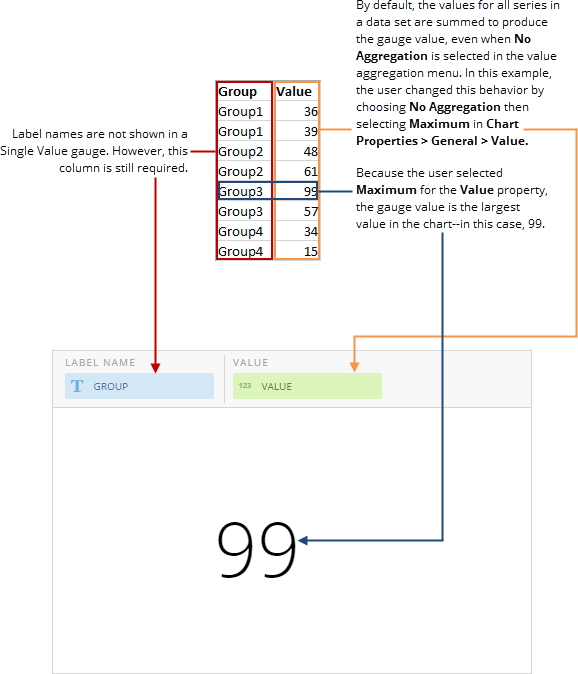 By default, the values for all series in
a data set are summed to produce
the gauge value, even when No
Aggregation is selected in the value
aggregation menu. In this example,
the user changed this behavior by
choosing No Aggregation then
selecting Maximum in Chart
Properties > General > Value.
Because the user selected
Maximum for the Value property,
the gauge value is the largest
value in the chart--in this case, 99.
Label names are not shown in a
Single Value gauge. However, this
column is still required.
Group Value
Group1 36
Group1 39
Group2 48
Group2 61
Group3 99
Group3 57
Group4 34
Group4 15
LABEL NAME VALUE
T GROUP 123 VALUE
99